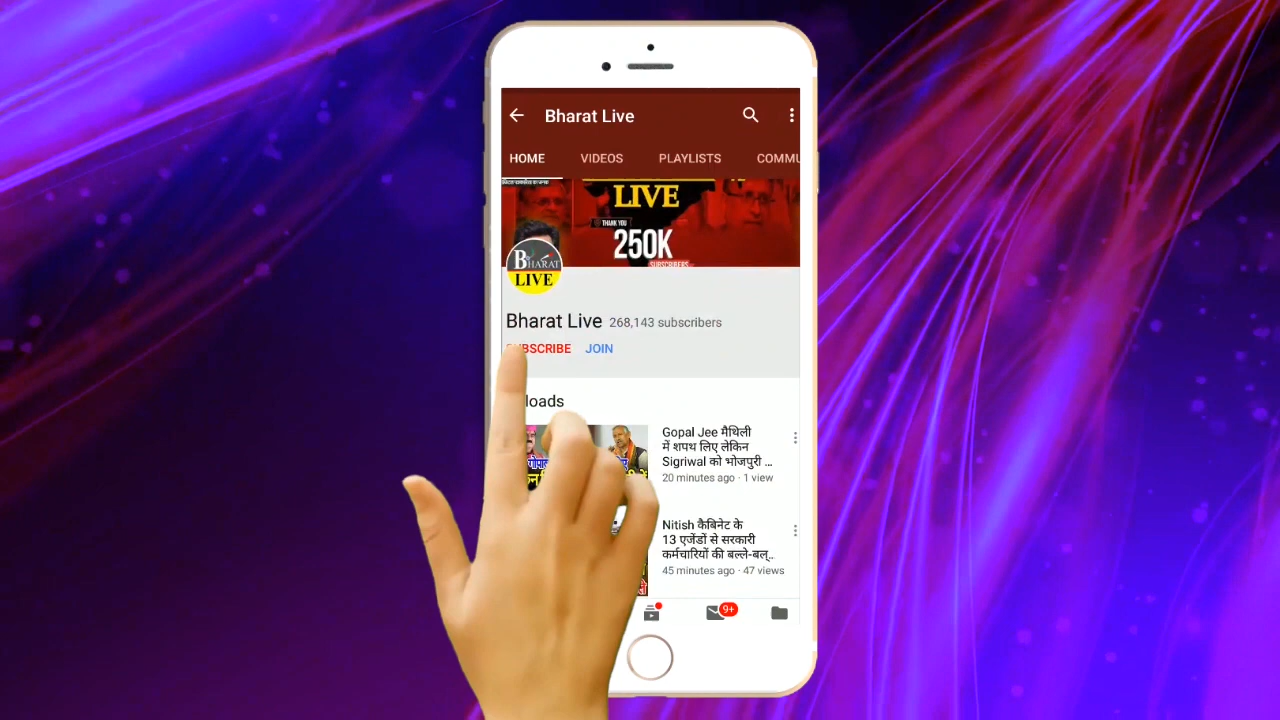 Bharat Live
HOME VIDEOS PLAYLISTS COMMU
LIVE
THANK YOU
250K
SUBSCRIBERS
BHARAT
LIVE
Bharat Live 268,143 subscribers
SUBSCRIBE JOIN
loads
Gopal Jee मैथिली
में शपथ लिए लेकिन
Sigriwal को भोजपुरी ...
20 minutes ago · 1 view
Nitish कैबिनेट के
13 एजेंडों से सरकारी
कर्मचारियों की बल्ले-बल्..
45 minutes ago · 47 views
9+